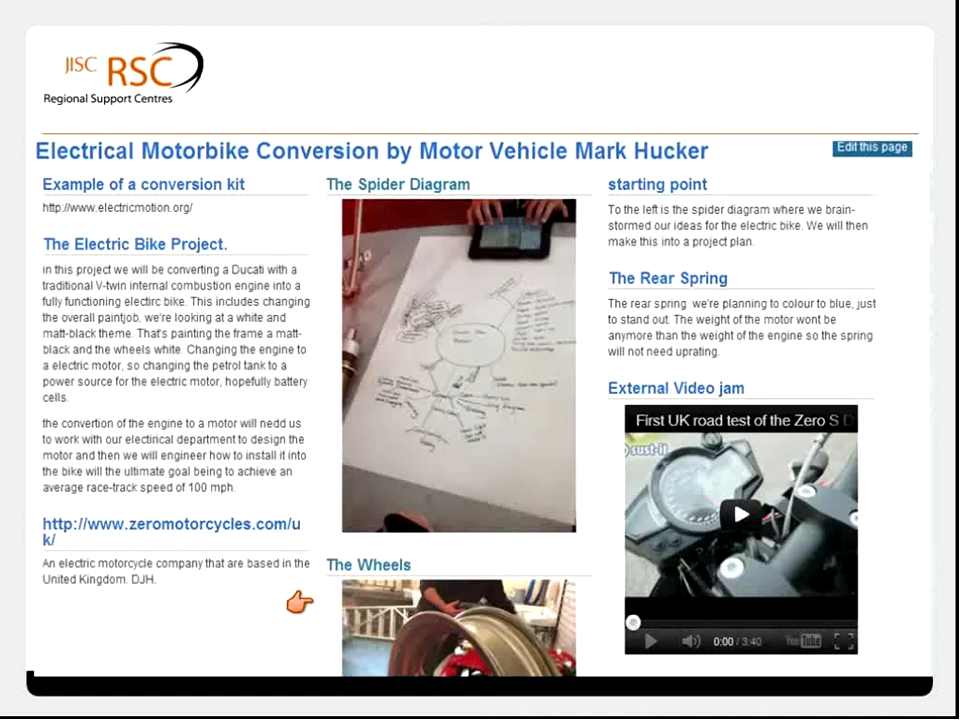 JISC RSC
Regional Support Centres
Electrical Motorbike Conversion by Motor Vehicle Mark Hucker
Edit this page
Example of a conversion kit
http://www.electricmotion.org/
The Electric Bike Project.
in this project we will be converting a Ducati with a
traditional V-twin internal combustion engine into a
fully functioning electirc bike. This includes changing
the overall paintjob, we're looking at a white and
matt-black theme. That's painting the frame a matt-
black and the wheels white. Changing the engine to
a electric motor, so changing the petrol tank to a
power source for the electric motor, hopefully battery
cells.
the convertion of the engine to a motor will nedd us
to work with our electrical department to design the
motor and then we will engineer how to install it into
the bike will the ultimate goal being to achieve an
average race-track speed of 100 mph.
http://www.zeromotorcycles.com/u
k/
An electric motorcycle company that are based in the
United Kingdom. DJH.
The Spider Diagram
The Wheels
starting point
To the left is the spider diagram where we brain-
stormed our ideas for the electric bike. We will then
make this into a project plan.
The Rear Spring
The rear spring we're planning to colour to blue, just
to stand out. The weight of the motor wont be
anymore than the weight of the engine so the spring
will not need uprating.
External Video jam
First UK road test of the Zero S D
sust-it
0:00 / 3:40
YouTube